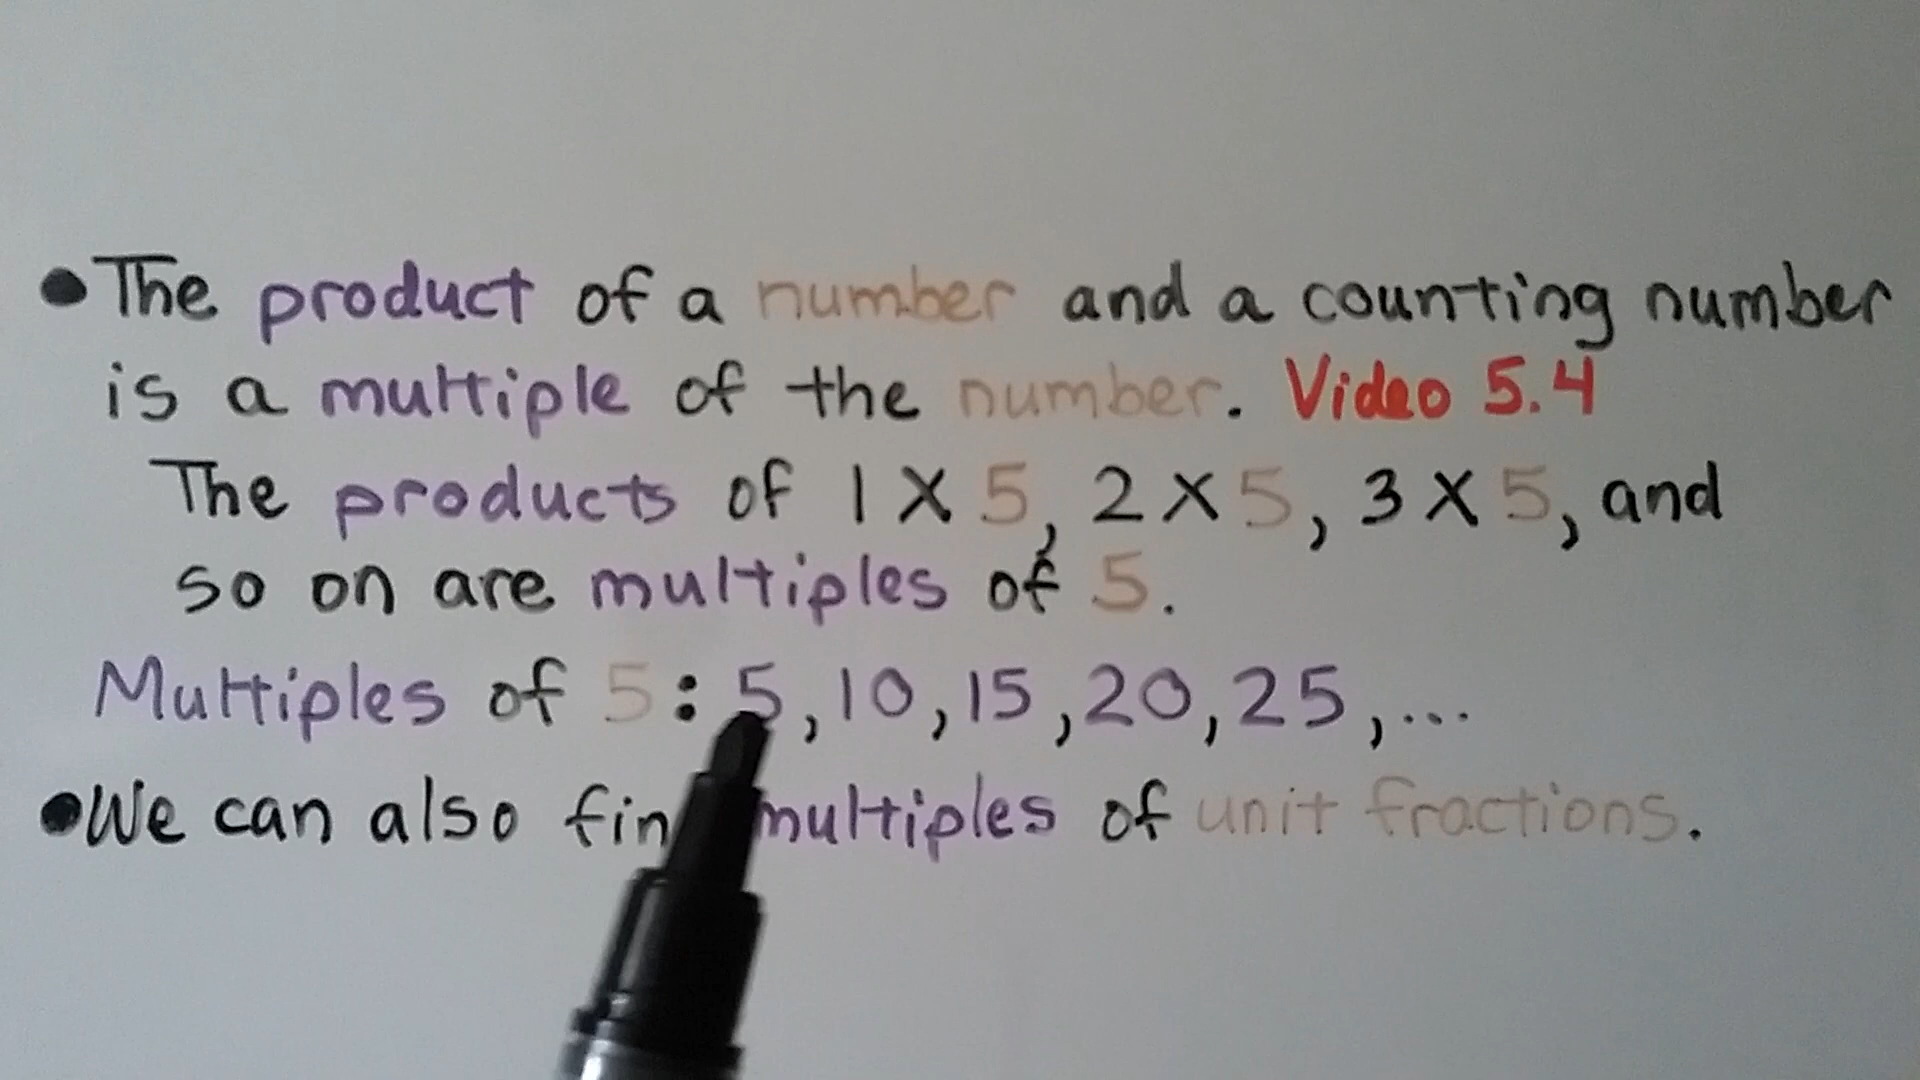 •The product of a number and a counting number
is a multiple of the number. Video 5.4
The products of 1 X 5, 2 X 5, 3 X 5, and
so on are multiples of 5.
Multiples of 5: 5, 10, 15, 20, 25, ...
•We can also fin multiples of unit fractions.